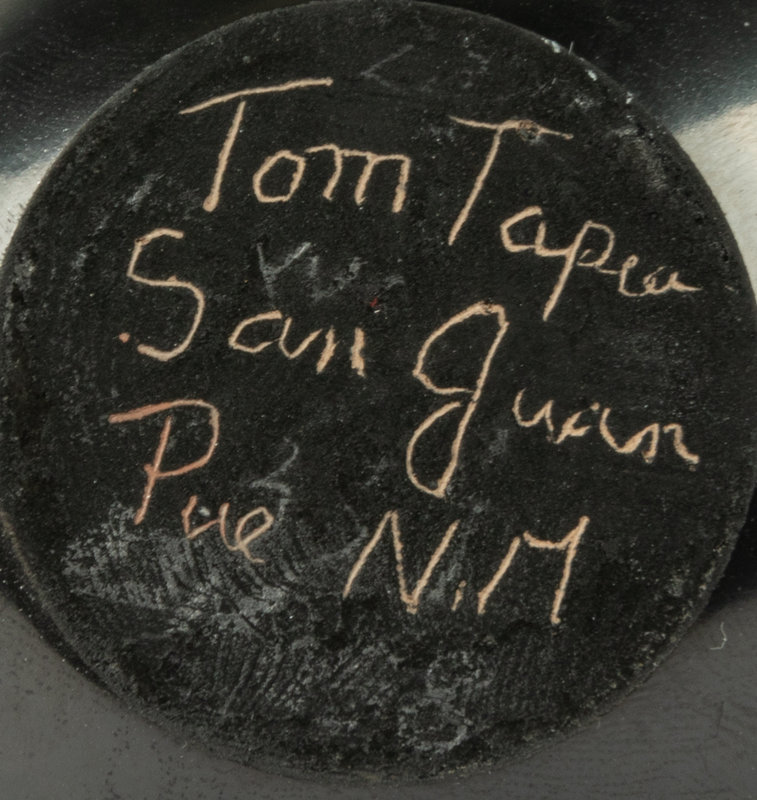 Tom Tapia
San Juan
Pue N.M